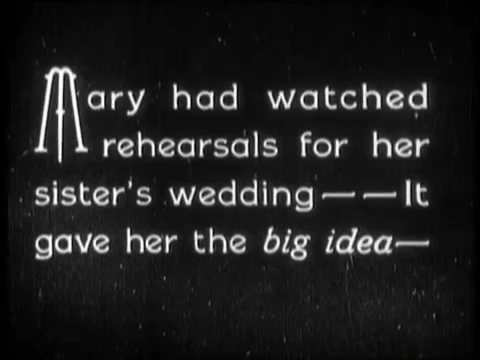 Mary had watched
rehearsals for her
sister's wedding — — It
gave her the big idea—